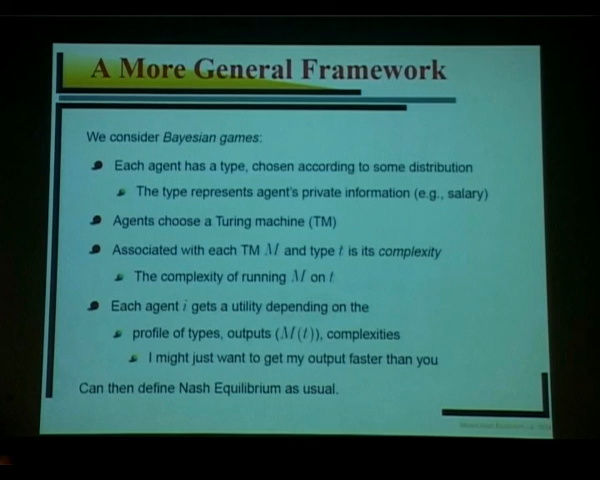 A More General Framework
We consider Bayesian games:
Each agent has a type, chosen according to some distribution
The type represents agent's private information (e.g., salary)
Agents choose a Turing machine (TM)
Associated with each TM M and type t is its complexity
The complexity of running M on t
Each agent i gets a utility depending on the
profile of types, outputs (M(t)), complexities
I might just want to get my output faster than you
Can then define Nash Equilibrium as usual.